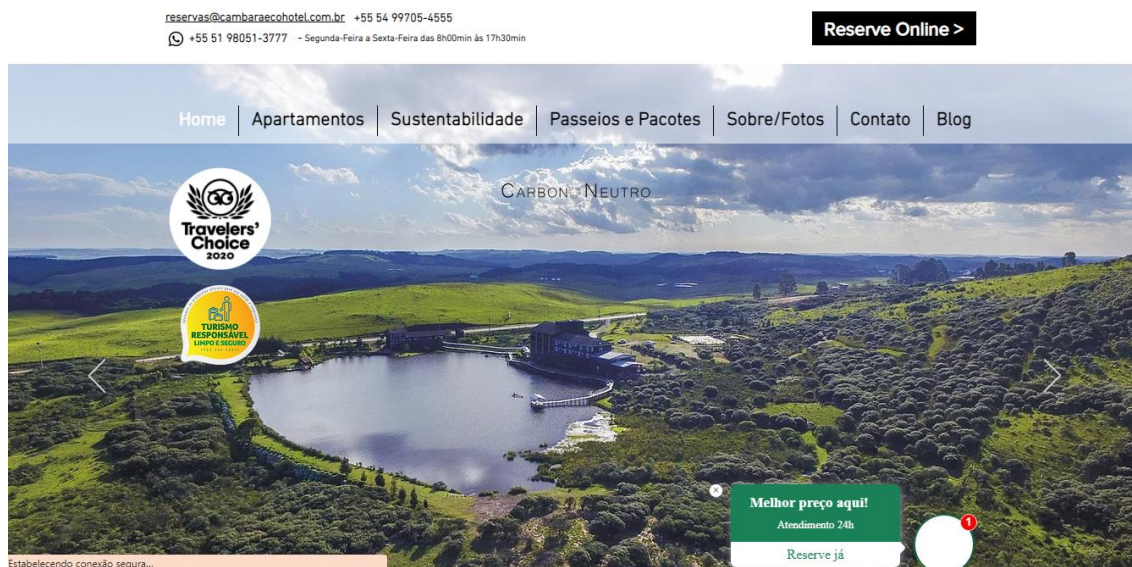 reservas@cambaraecohotel.com.br +55 54 99705-4555
+55 51 98051-3777 - Segunda-Feira a Sexta-Feira das 8h00min às 17h30min
Reserve Online >
Home Apartamentos Sustentabilidade Passeios e Pacotes Sobre/Fotos Contato Blog
CARBONO NEUTRO
Travelers'
Choice
2020
TURISMO
RESPONSÁVEL
LIMPO E SEGURO
Melhor preço aqui!
Atendimento 24h
Reserve já
1
Estabelecendo conexão segura...